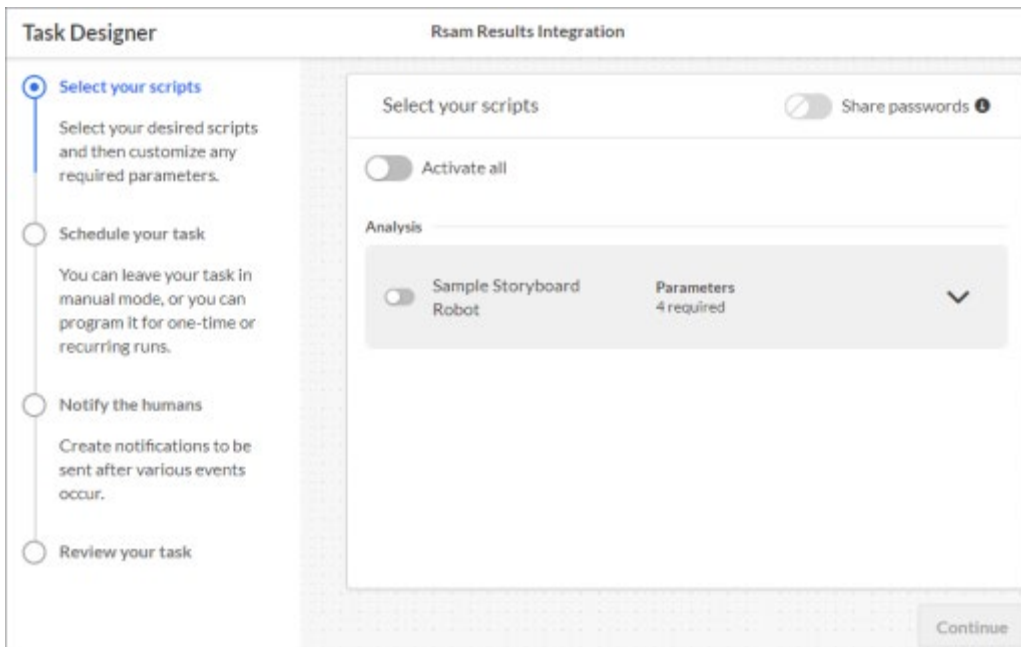 Task Designer
Rsam Results Integration
Select your scripts
Select your desired scripts
and then customize any
required parameters.
Schedule your task
You can leave your task in
manual mode, or you can
program it for one-time or
recurring runs.
Notify the humans
Create notifications to be
sent after various events
occur.
Review your task
Select your scripts
Share passwords
Activate all
Analysis
Sample Storyboard
Robot
Parameters
4 required
Continue